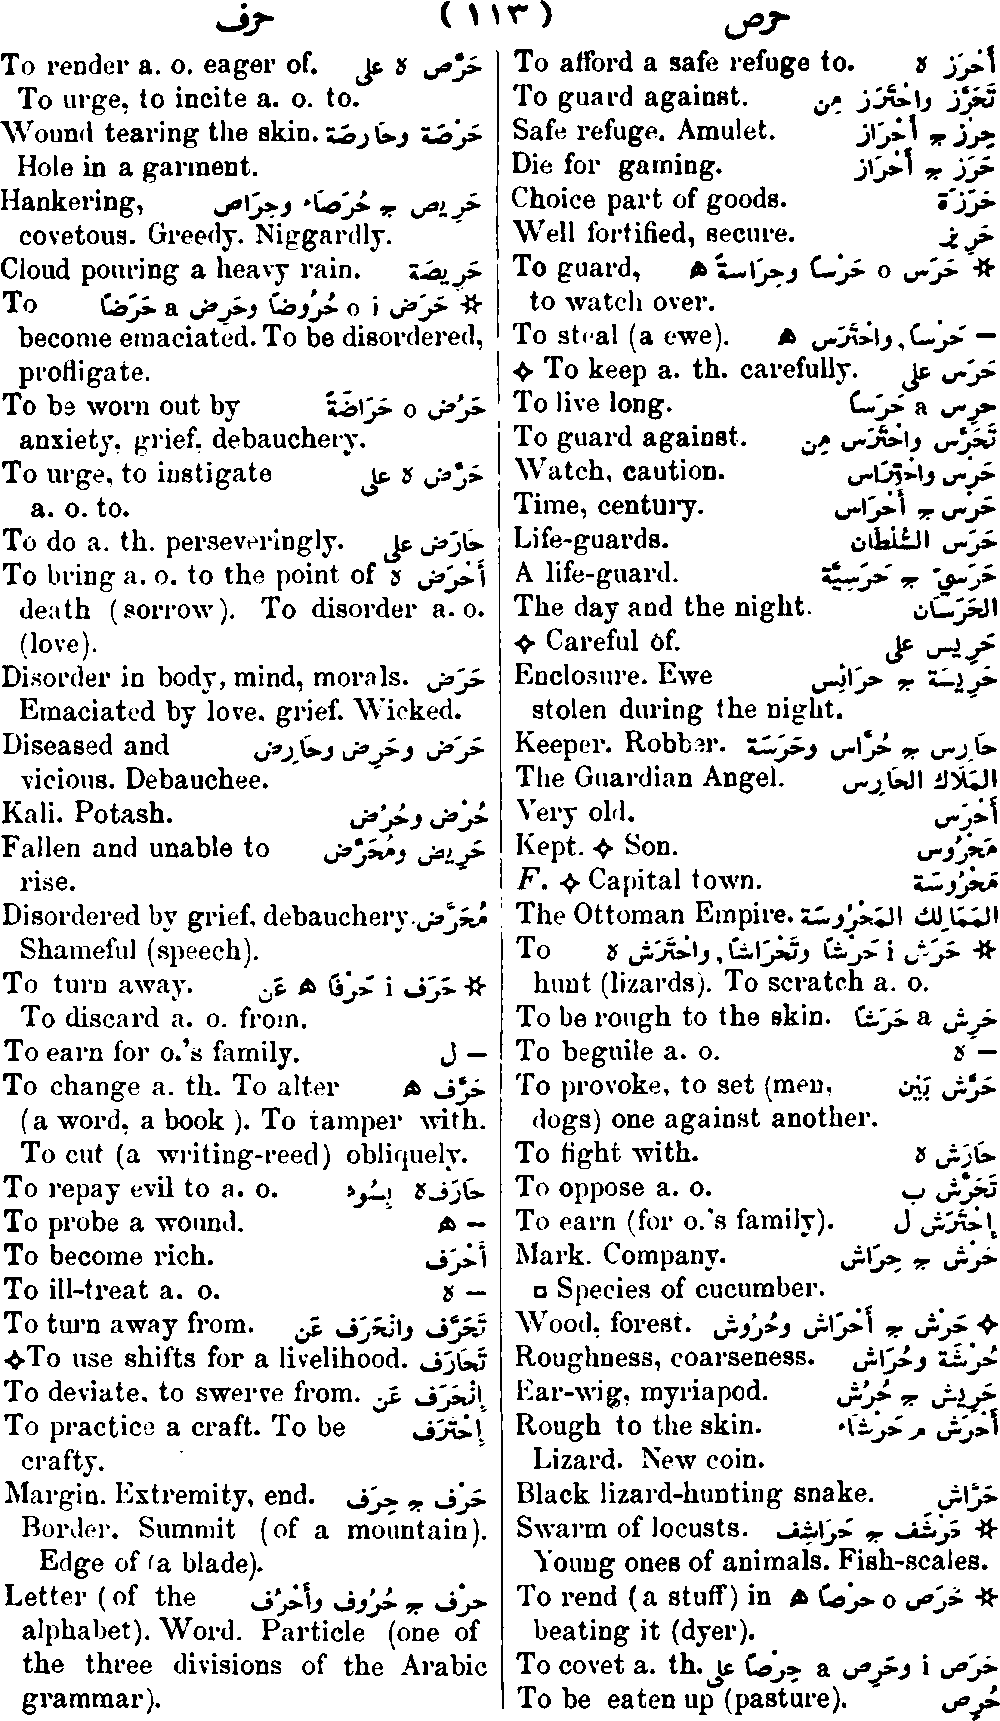 حرف ( ١١٣ ) حرص
To afford a safe refuge to. أَحْرَز ه
To guard against. تَحَرَّز واحْتَرَز مِن
Safe refuge. Amulet. حِرْز ج أَحْرَاز
Die for gaming. حَرَز ج أَحْرَاز
Choice part of goods. حَرَزَة
Well fortified, secure. حَرِيز
To guard, ✲ حَرَس o حَرْسًا وحِرَاسةً ه
to watch over.
To steal (a ewe). — حَرْسًا, واحْتَرَس ه
❖ To keep a. th. carefully. حَرَس على
To live long. حرِس a حَرَسًا
To guard against. تَحَرَّس واحْتَرَس مِن
Watch, caution. حَرْس واحْتِرَاس
Time, century. حَرْس ج أَحْرَاس
Life-guards. حَرَس السُّلْطَان
A life-guard. حَرَسِيّ ج حَرَسِيَّة
The day and the night. الحَرَسَان
❖ Careful of. حَرِيس على
Enclosure. Ewe حَرِيسَة ج حرَائِس
stolen during the night.
Keeper. Robber. حَارِس ج حُرَّاس وحَرَسَة
The Guardian Angel. المَلَاك الحَارِس
Very old. أَحْرَس
Kept. ❖ Son. مَحْرُوس
F. ❖ Capital town. مَحْرُوسَة
The Ottoman Empire. المَمَالِك المَحْرُوسَة
To ✲ حَرَش i حَرْشًا وتَحْرَاشًا, واحْتَرَش ه
hunt (lizards). To scratch a. o.
To be rough to the skin. حَرِش a حَرَشًا
To beguile a. o. — ه
To provoke, to set (men, حَرَّش بَيْن
dogs) one against another.
To fight with. حَارَش ه
To oppose a. o. تَحَرَّش ب
To earn (for o.'s family). إِحْتَرَش ل
Mark. Company. حَرْش ج حِرَاش
▫ Species of cucumber.
Wood, forest. ❖ حَرْش ج أَحْرَاش وحُرُوش
Roughness, coarseness. حُرْشَة وحُرَاش
Ear-wig, myriapod. حَرِيش ج حُرُش
Rough to the skin. أَحْرَش م حَرْشَاء
Lizard. New coin.
Black lizard-hunting snake. حَرَّاش
Swarm of locusts. ✲ حَرْشَف ج حَرَاشِف
Young ones of animals. Fish-scales.
To rend (a stuff) in ✲ حَرَص o حرْصًا ه
beating it (dyer).
To covet a. th. حَرَص i وحَرِص a حِرْصًا على
To be eaten up (pasture). حُرِص
To render a. o. eager of. حَرَّص ه على
To urge, to incite a. o. to.
Wound tearing the skin. حَرْصَة وحَارِصَة
Hole in a garment.
Hankering, حَرِيص ج حُرَصَاء وحِرَاص
covetous. Greedy. Niggardly.
Cloud pouring a heavy rain. حَرِيصَة
To ✲ حَرَض o i حُرُوضًا وحَرِض a حَرَضًا
become emaciated. To be disordered,
profligate.
To be worn out by حَرُض o حَرَاضَةً
anxiety, grief, debauchery.
To urge, to instigate حَرَّض ه على
a. o. to.
To do a. th. perseveringly. حَارَض على
To bring a. o. to the point of أَحْرَض ه
death (sorrow). To disorder a. o.
(love).
Disorder in body, mind, morals. حَرَض
Emaciated by love, grief. Wicked.
Diseased and حَرَض وحَرِض وحَارِض
vicious. Debauchee.
Kali. Potash. حُرْض وحُرُض
Fallen and unable to حَرِيض ومُحَرَّض
rise.
Disordered by grief, debauchery. مُحَرَّض
Shameful (speech).
To turn away. ✲ حَرَف i حَرْفًا ه عَن
To discard a. o. from.
To earn for o.'s family. — ل
To change a. th. To alter حَرَّف ه
(a word, a book ). To tamper with.
To cut (a writing-reed) obliquely.
To repay evil to a. o. حَارَف ه بِسُوء
To probe a wound. — ه
To become rich. أَحْرَف
To ill-treat a. o. — ه
To turn away from. تَحَرَّف وانْحَرَف عَن
❖To use shifts for a livelihood. تَحَارَف
To deviate, to swerve from. إِنْحَرَف عَن
To practice a craft. To be إِحْتَرَف
crafty.
Margin. Extremity, end. حَرْف ج حِرَف
Border. Summit (of a mountain).
Edge of (a blade).
Letter (of the حرْف ج حُرُوف وأَحْرُف
alphabet). Word. Particle (one of
the three divisions of the Arabic
grammar).